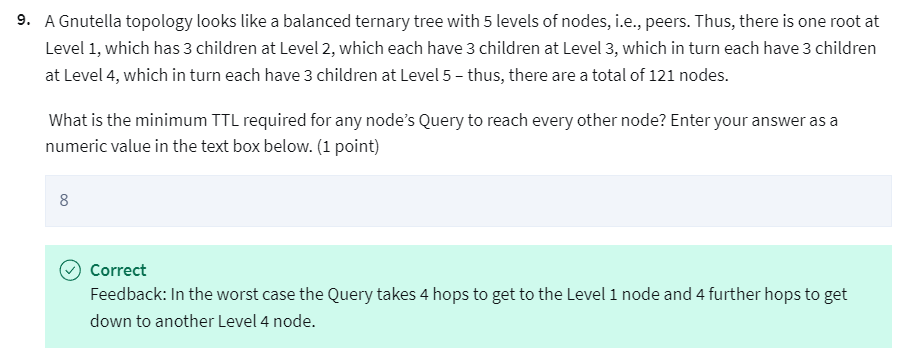 9. A Gnutella topology looks like a balanced ternary tree with 5 levels of nodes, i.e., peers. Thus, there is one root at
Level 1, which has 3 children at Level 2, which each have 3 children at Level 3, which in turn each have 3 children
at Level 4, which in turn each have 3 children at Level 5 – thus, there are a total of 121 nodes.
What is the minimum TTL required for any node's Query to reach every other node? Enter your answer as a
numeric value in the text box below. (1 point)
8
Correct
Feedback: In the worst case the Query takes 4 hops to get to the Level 1 node and 4 further hops to get
down to another Level 4 node.